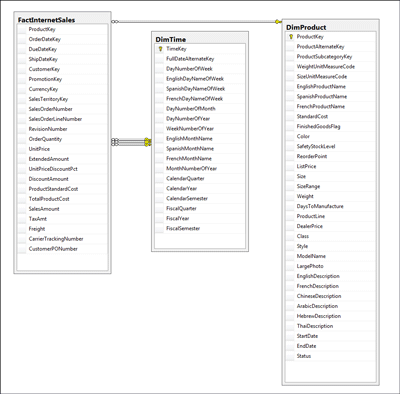 FactInternetSales
ProductKey
OrderDateKey
DueDateKey
ShipDateKey
CustomerKey
PromotionKey
CurrencyKey
SalesTerritoryKey
SalesOrderNumber
SalesOrderLineNumber
RevisionNumber
OrderQuantity
UnitPrice
ExtendedAmount
UnitPriceDiscountPct
DiscountAmount
ProductStandardCost
TotalProductCost
SalesAmount
TaxAmt
Freight
CarrierTrackingNumber
CustomerPONumber
DimTime
TimeKey
FullDateAlternateKey
DayNumberOfWeek
EnglishDayNameOfWeek
SpanishDayNameOfWeek
FrenchDayNameOfWeek
DayNumberOfMonth
DayNumberOfYear
WeekNumberOfYear
EnglishMonthName
SpanishMonthName
FrenchMonthName
MonthNumberOfYear
CalendarQuarter
CalendarYear
CalendarSemester
FiscalQuarter
FiscalYear
FiscalSemester
DimProduct
ProductKey
ProductAlternateKey
ProductSubcategoryKey
WeightUnitMeasureCode
SizeUnitMeasureCode
EnglishProductName
SpanishProductName
FrenchProductName
StandardCost
FinishedGoodsFlag
Color
SafetyStockLevel
ReorderPoint
ListPrice
Size
SizeRange
Weight
DaysToManufacture
ProductLine
DealerPrice
Class
Style
ModelName
LargePhoto
EnglishDescription
FrenchDescription
ChineseDescription
ArabicDescription
HebrewDescription
ThaiDescription
StartDate
EndDate
Status